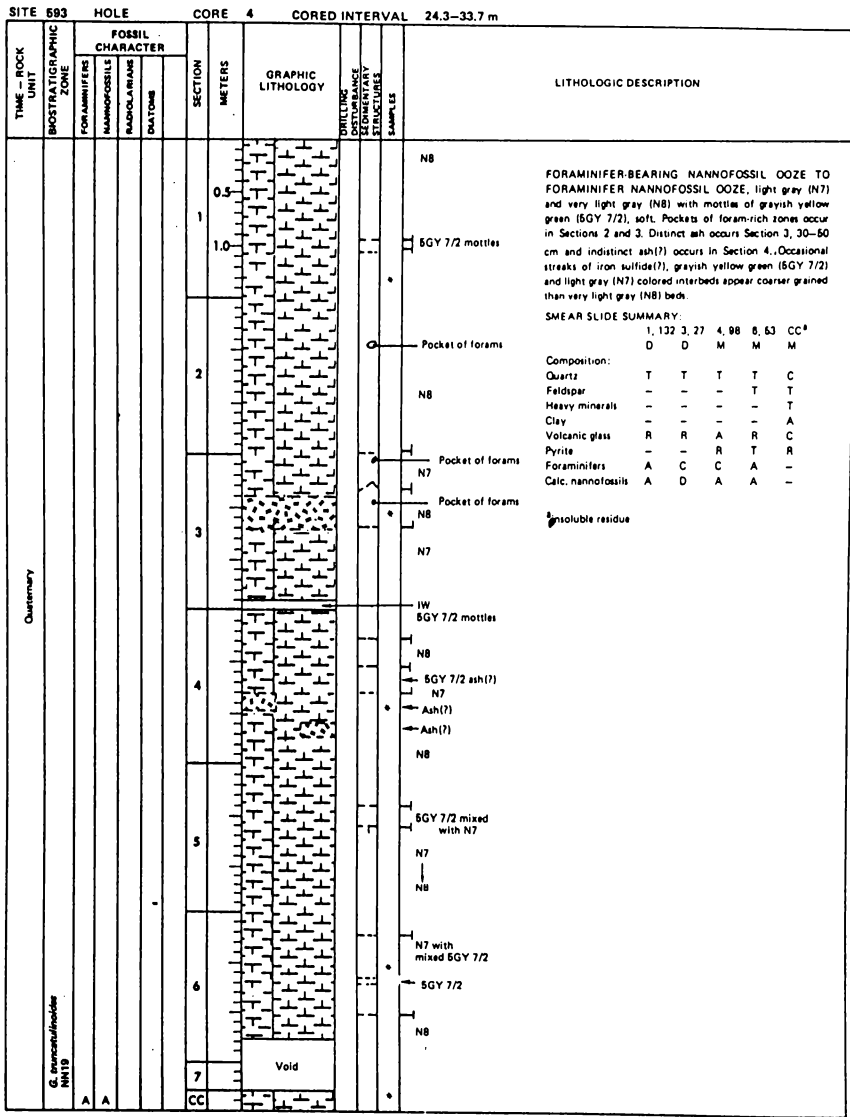 SITE 593 HOLE CORE 4 CORED INTERVAL 24.3–33.7 m
TIME – ROCK UNIT
BIOSTRATIGRAPHIC ZONE
FOSSIL CHARACTER
FORAMINIFERS
NANNOFOSSILS
RADIOLARIANS
DIATOMS
SECTION
METERS
GRAPHIC LITHOLOGY
DRILLING DISTURBANCE
SEDIMENTARY STRUCTURES
SAMPLES
LITHOLOGIC DESCRIPTION
Quaternary
G. truncatulinoides
NN19
A A
1
0.5
1.0
2
3
4
5
6
7
CC
Void
N8
5GY 7/2 mottles
Pocket of forams
N8
Pocket of forams
N7
Pocket of forams
N8
N7
IW
5GY 7/2 mottles
N8
5GY 7/2 ash(?)
N7
Ash(?)
Ash(?)
N8
5GY 7/2 mixed
with N7
N7
N8
N7 with
mixed 5GY 7/2
5GY 7/2
N8
FORAMINIFER-BEARING NANNOFOSSIL OOZE TO
FORAMINIFER NANNOFOSSIL OOZE, light gray (N7)
and very light gray (N8) with mottles of grayish yellow
green (5GY 7/2), soft. Pockets of foram-rich zones occur
in Sections 2 and 3. Distinct ash occurs Section 3, 30–50
cm and indistinct ash(?) occurs in Section 4. Occasional
streaks of iron sulfide(?), grayish yellow green (5GY 7/2)
and light gray (N7) colored interbeds appear coarser grained
than very light gray (N8) beds.
SMEAR SLIDE SUMMARY:
1, 132 3, 27 4, 98 6, 53 CCª
D D M M M
Composition:
Quartz T T T T C
Feldspar – – – T T
Heavy minerals – – – – T
Clay – – – – A
Volcanic glass R R A R C
Pyrite – – R T R
Foraminifers A C C A –
Calc. nannofossils A D A A –
ªinsoluble residue